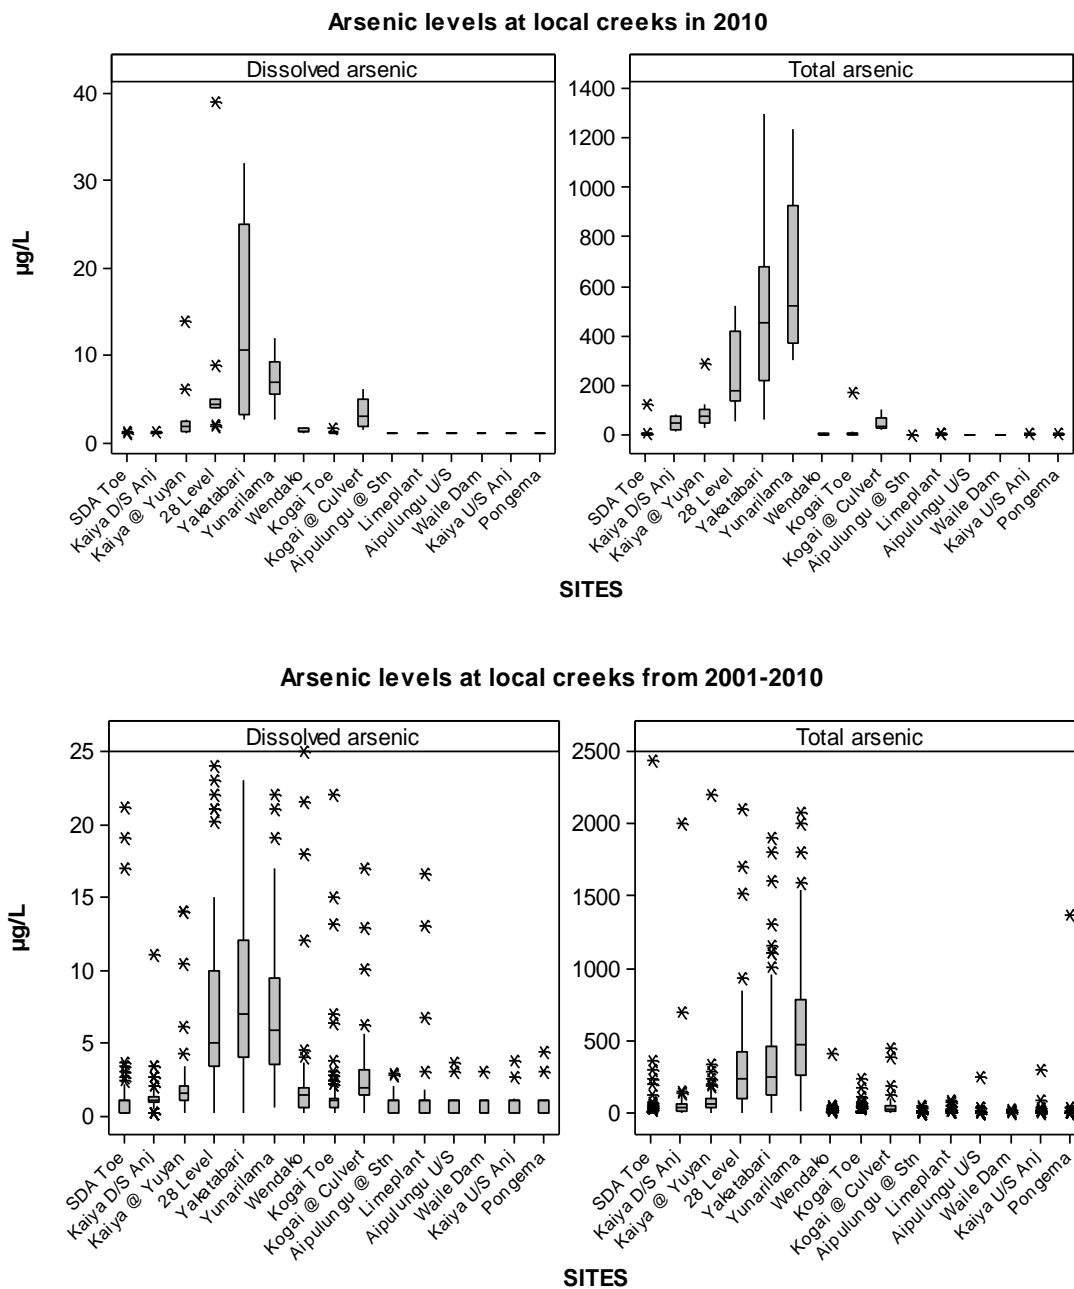 Arsenic levels at local creeks in 2010
Dissolved arsenic
Total arsenic
µg/L
40
30
20
10
0
1400
1200
1000
800
600
400
200
0
SDA Toe
Kaiya D/S Anj
Kaiya @ Yuyan
28 Level
Yakatabari
Yunarilama
Wendako
Kogai Toe
Kogai @ Culvert
Aipulungu @ Stn
Limeplant
Aipulungu U/S
Waile Dam
Kaiya U/S Anj
Pongema
SDA Toe
Kaiya D/S Anj
Kaiya @ Yuyan
28 Level
Yakatabari
Yunarilama
Wendako
Kogai Toe
Kogai @ Culvert
Aipulungu @ Stn
Limeplant
Aipulungu U/S
Waile Dam
Kaiya U/S Anj
Pongema
SITES
Arsenic levels at local creeks from 2001-2010
Dissolved arsenic
Total arsenic
µg/L
25
20
15
10
5
0
2500
2000
1500
1000
500
0
SDA Toe
Kaiya D/S Anj
Kaiya @ Yuyan
28 Level
Yakatabari
Yunarilama
Wendako
Kogai Toe
Kogai @ Culvert
Aipulungu @ Stn
Limeplant
Aipulungu U/S
Waile Dam
Kaiya U/S Anj
Pongema
SDA Toe
Kaiya D/S Anj
Kaiya @ Yuyan
28 Level
Yakatabari
Yunarilama
Wendako
Kogai Toe
Kogai @ Culvert
Aipulungu @ Stn
Limeplant
Aipulungu U/S
Waile Dam
Kaiya U/S Anj
Pongema
SITES